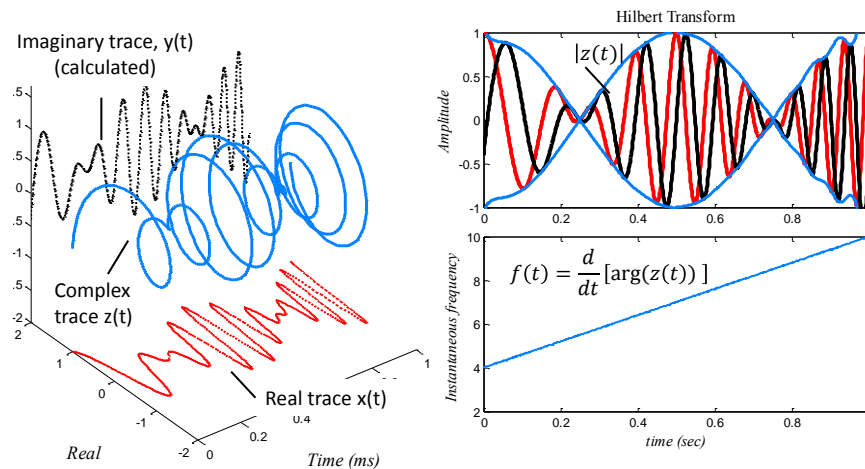 Imaginary trace, y(t)
(calculated)
.5
1
.5
0
.5
-1
.5
-2
2
1
0
-1
-2
0
0.2
0.4
1
Complex
trace z(t)
Real trace x(t)
Real
Time (ms)
Hilbert Transform
|z(t)|
Amplitude
1
0.5
0
-0.5
-1
0
0.2
0.4
0.6
0.8
f(t) = d/dt [arg(z(t)) ]
Instantaneous frequency
10
8
6
4
2
0
0.2
0.4
0.6
0.8
time (sec)